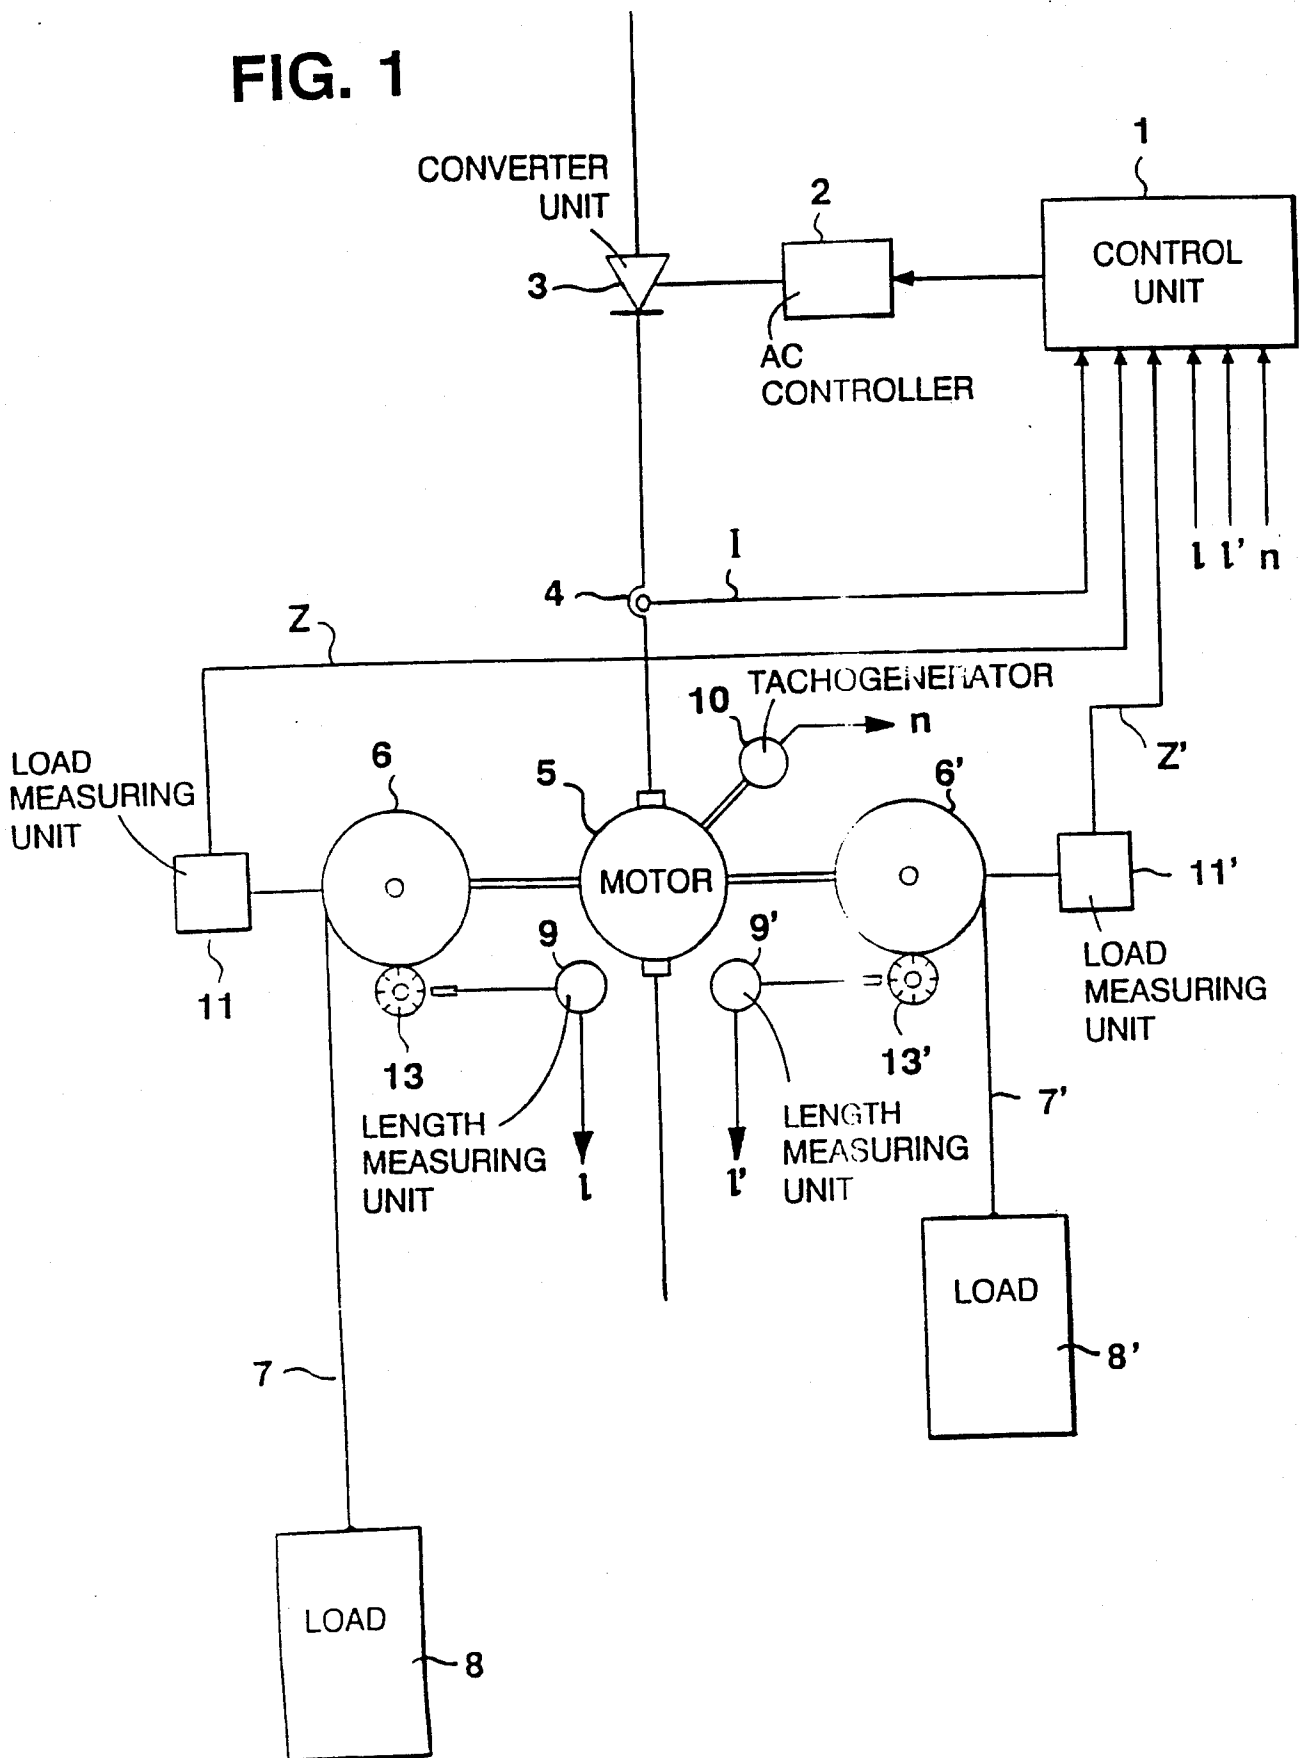 FIG. 1
CONVERTER
UNIT
3
2
AC
CONTROLLER
1
CONTROL
UNIT
l l' n
4
I
Z
TACHOGENERATOR
10
n
Z'
LOAD
MEASURING
UNIT
11
6
5
MOTOR
6'
11'
LOAD
MEASURING
UNIT
13
9
9'
13'
LENGTH
MEASURING
UNIT
l
l'
LENGTH
MEASURING
UNIT
7'
LOAD
8'
7
LOAD
8